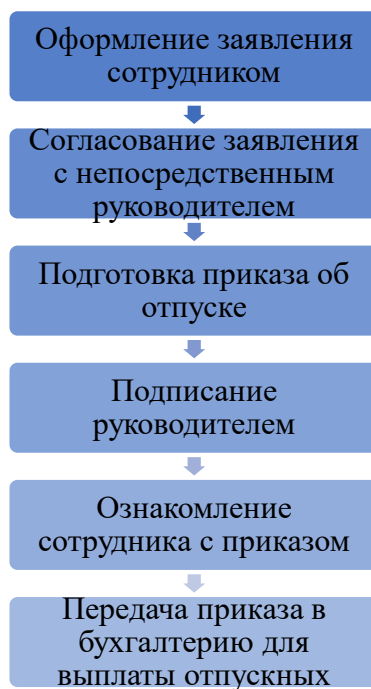 Оформление заявления
сотрудником
Согласование заявления
с непосредственным
руководителем
Подготовка приказа об
отпуске
Подписание
руководителем
Ознакомление
сотрудника с приказом
Передача приказа в
бухгалтерию для
выплаты отпускных